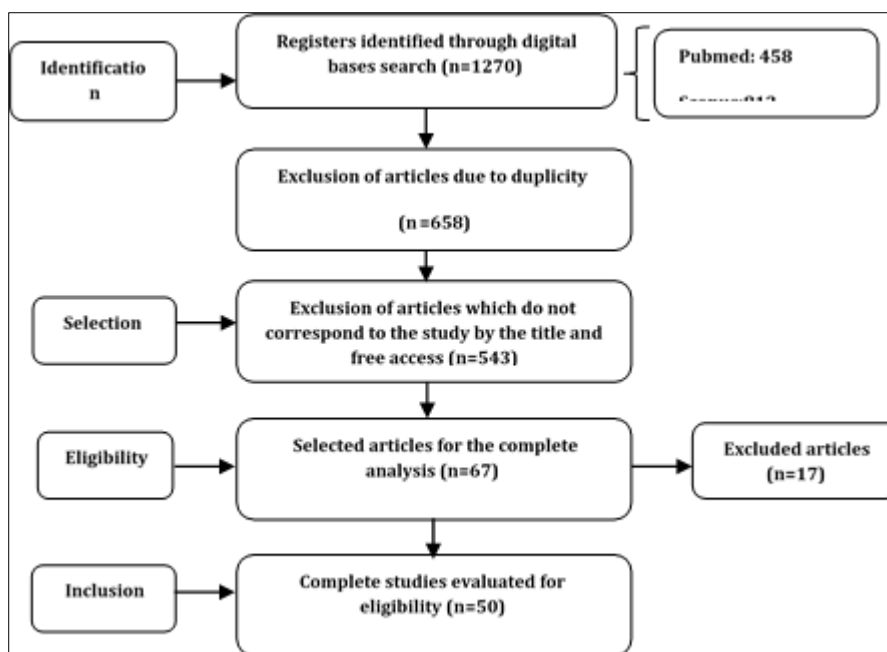 Registers identified through digital
bases search (n=1270)
Identificatio
n
Pubmed: 458
Exclusion of articles due to duplicity
(n=658)
Selection
Exclusion of articles which do not
correspond to the study by the title and
free access (n=543)
Eligibility
Selected articles for the complete
analysis (n=67)
Excluded articles
(n=17)
Inclusion
Complete studies evaluated for
eligibility (n=50)